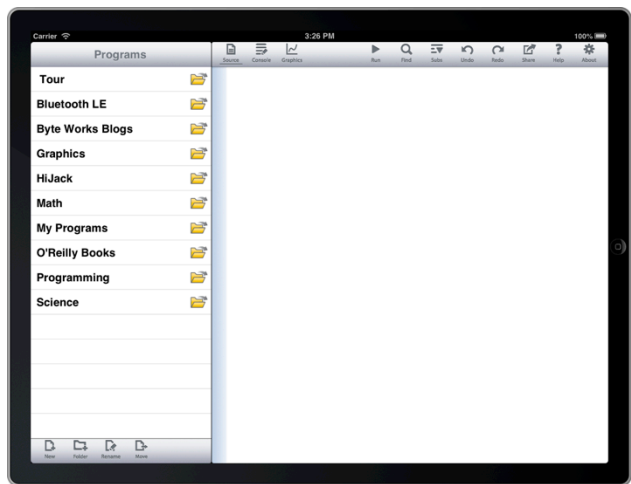 Carrier 3:26 PM 100%
Programs
Source Console Graphics Run Find Subs Undo Redo Share Help About
Tour
Bluetooth LE
Byte Works Blogs
Graphics
HiJack
Math
My Programs
O'Reilly Books
Programming
Science
New Folder Rename Move